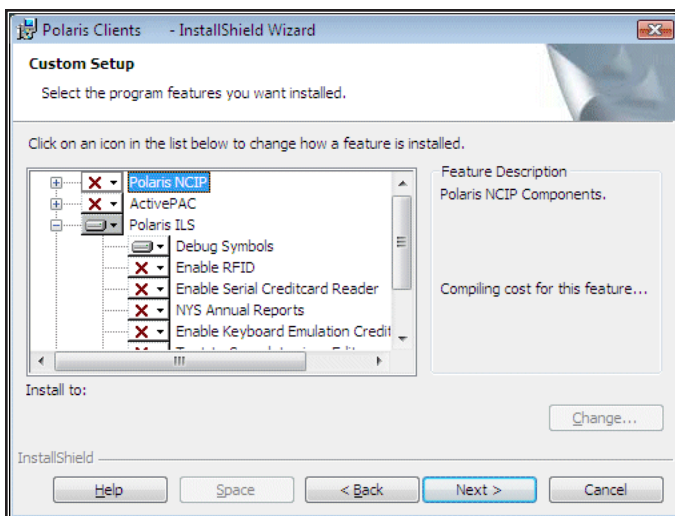 Polaris Clients - InstallShield Wizard
Custom Setup
Select the program features you want installed.
Click on an icon in the list below to change how a feature is installed.
Polaris NCIP
ActivePAC
Polaris ILS
Debug Symbols
Enable RFID
Enable Serial Creditcard Reader
NYS Annual Reports
Enable Keyboard Emulation Credit
Feature Description
Polaris NCIP Components.
Compiling cost for this feature...
Install to:
Change...
InstallShield
Help
Space
< Back
Next >
Cancel